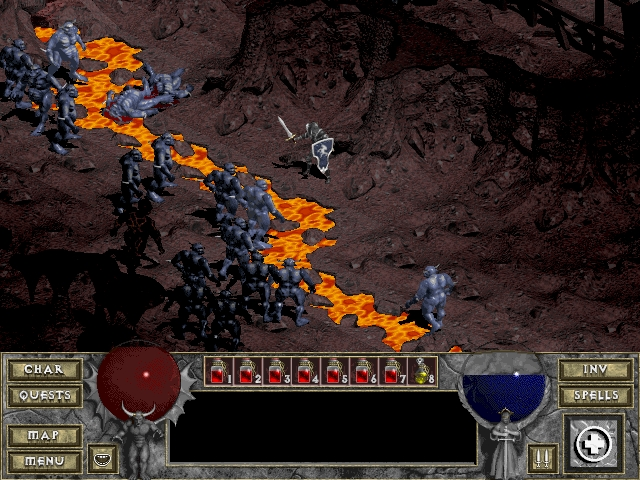 CHAR
QUESTS
MAP
MENU
1 2 3 4 5 6 7 8
INV
SPELLS